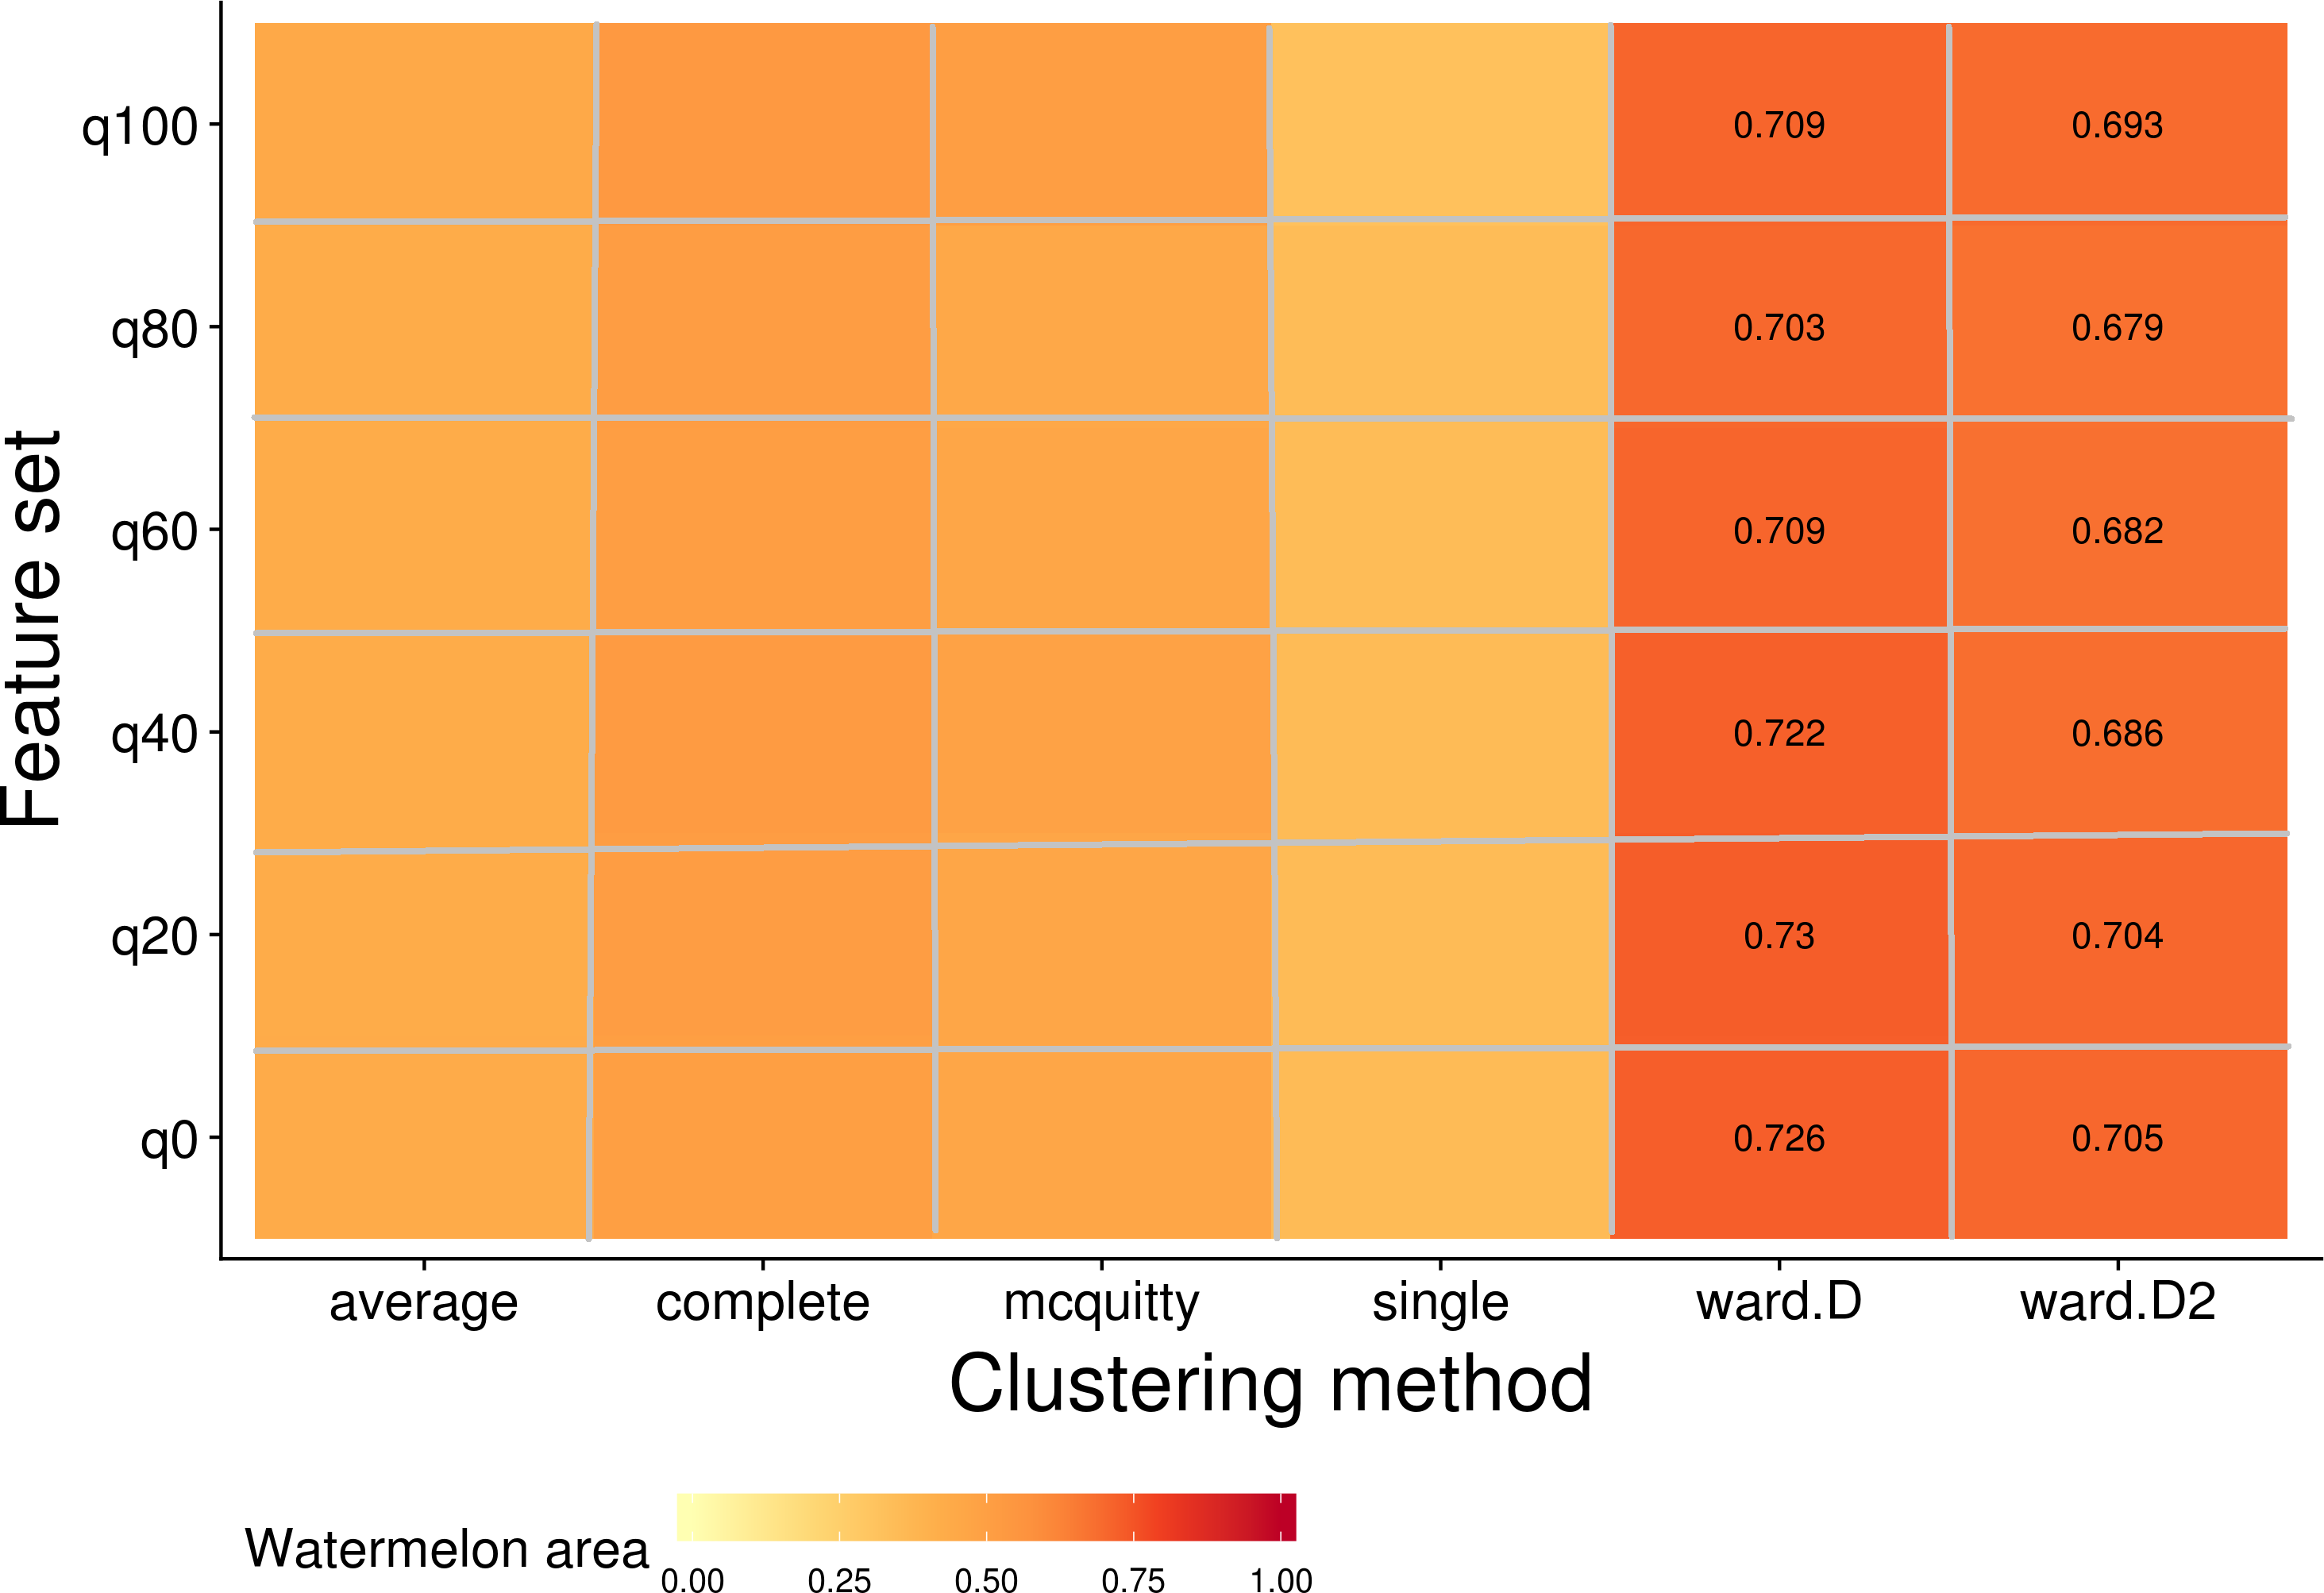 Feature set
q100 0.709 0.693
q80 0.703 0.679
q60 0.709 0.682
q40 0.722 0.686
q20 0.73 0.704
q0 0.726 0.705
average complete mcquitty single ward.D ward.D2
Clustering method
Watermelon area
0.00 0.25 0.50 0.75 1.00